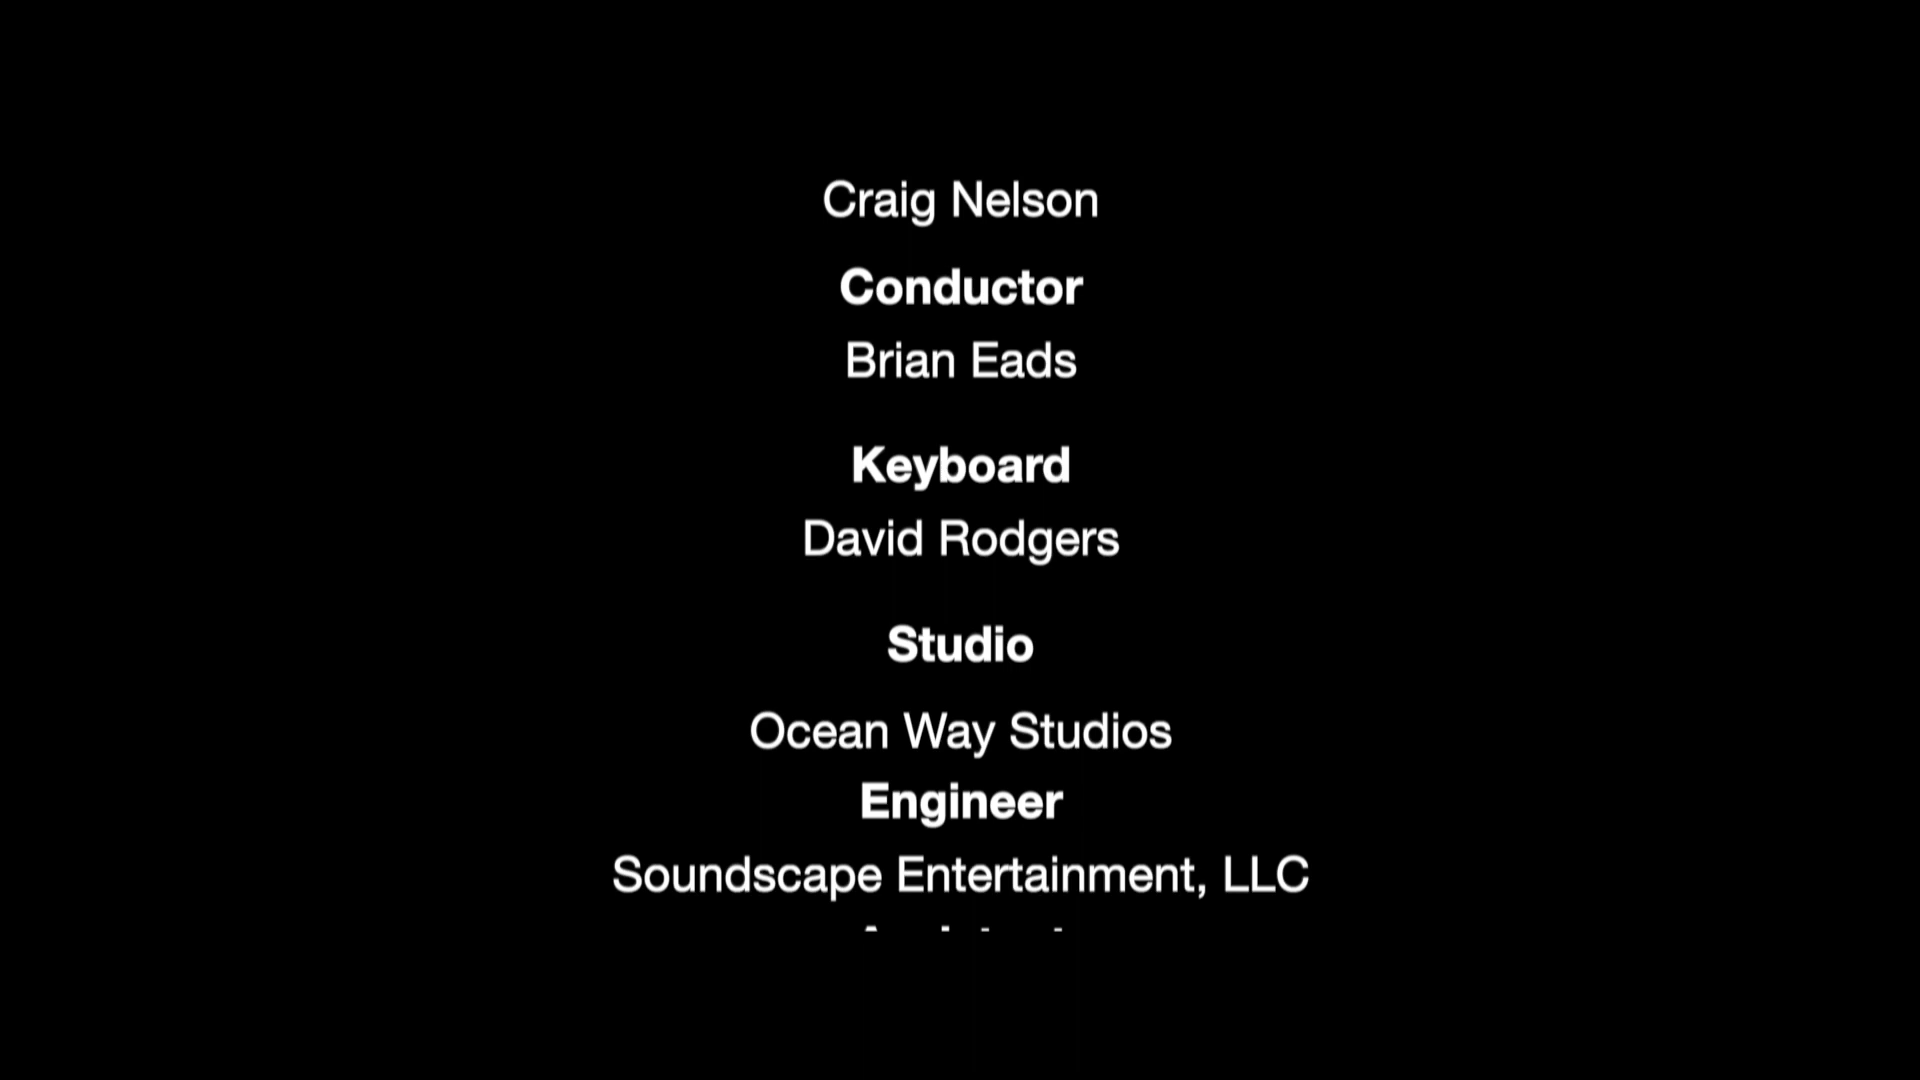 Craig Nelson
Conductor
Brian Eads
Keyboard
David Rodgers
Studio
Ocean Way Studios
Engineer
Soundscape Entertainment, LLC